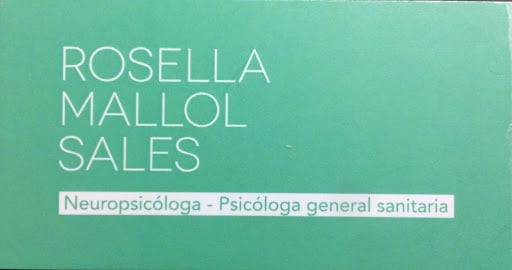 ROSELLA
MALLOL
SALES
Neuropsicóloga - Psicóloga general sanitaria